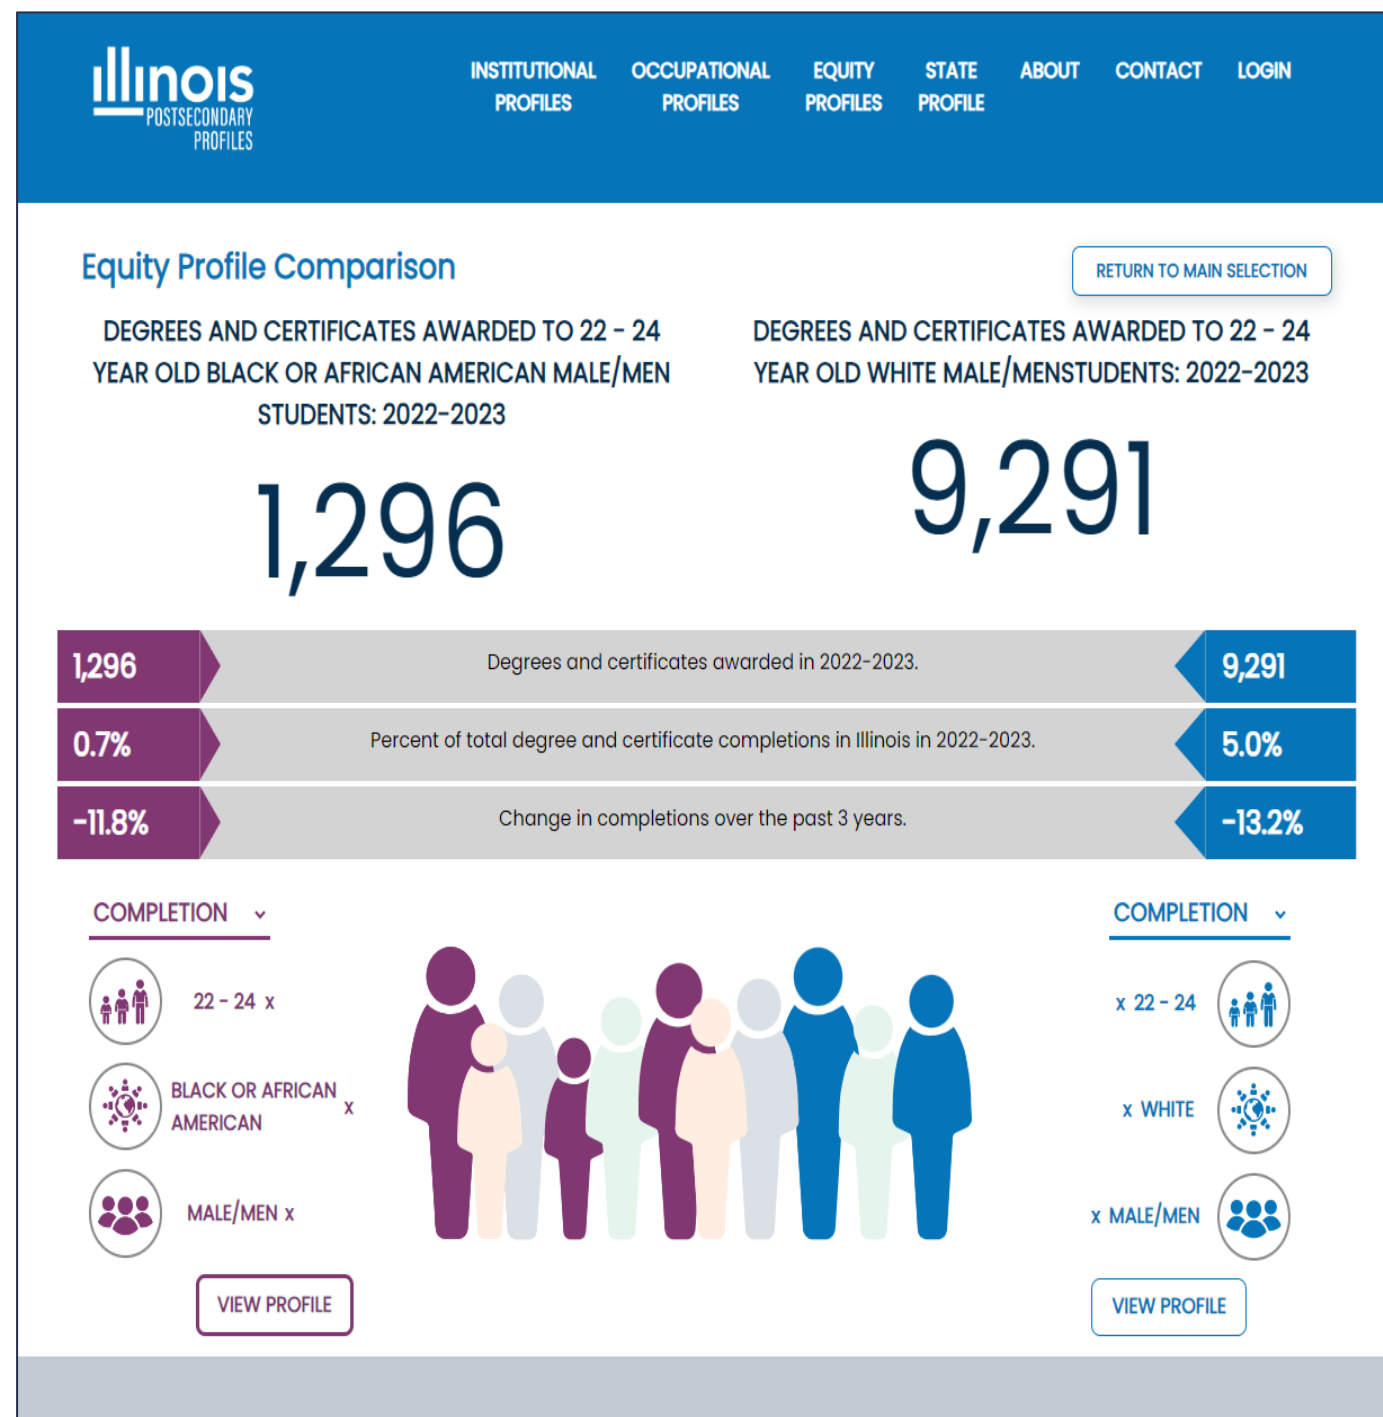 ıllınoıs
POSTSECONDARY
PROFILES
INSTITUTIONAL
PROFILES
OCCUPATIONAL
PROFILES
EQUITY
PROFILES
STATE
PROFILE
ABOUT
CONTACT
LOGIN
Equity Profile Comparison
RETURN TO MAIN SELECTION
DEGREES AND CERTIFICATES AWARDED TO 22 - 24
YEAR OLD BLACK OR AFRICAN AMERICAN MALE/MEN
STUDENTS: 2022-2023
1,296
DEGREES AND CERTIFICATES AWARDED TO 22 - 24
YEAR OLD WHITE MALE/MENSTUDENTS: 2022-2023
9,291
1,296 Degrees and certificates awarded in 2022-2023. 9,291
0.7% Percent of total degree and certificate completions in Illinois in 2022-2023. 5.0%
-11.8% Change in completions over the past 3 years. -13.2%
COMPLETION
22 - 24 x
BLACK OR AFRICAN
AMERICAN x
MALE/MEN x
VIEW PROFILE
COMPLETION
x 22 - 24
x WHITE
x MALE/MEN
VIEW PROFILE